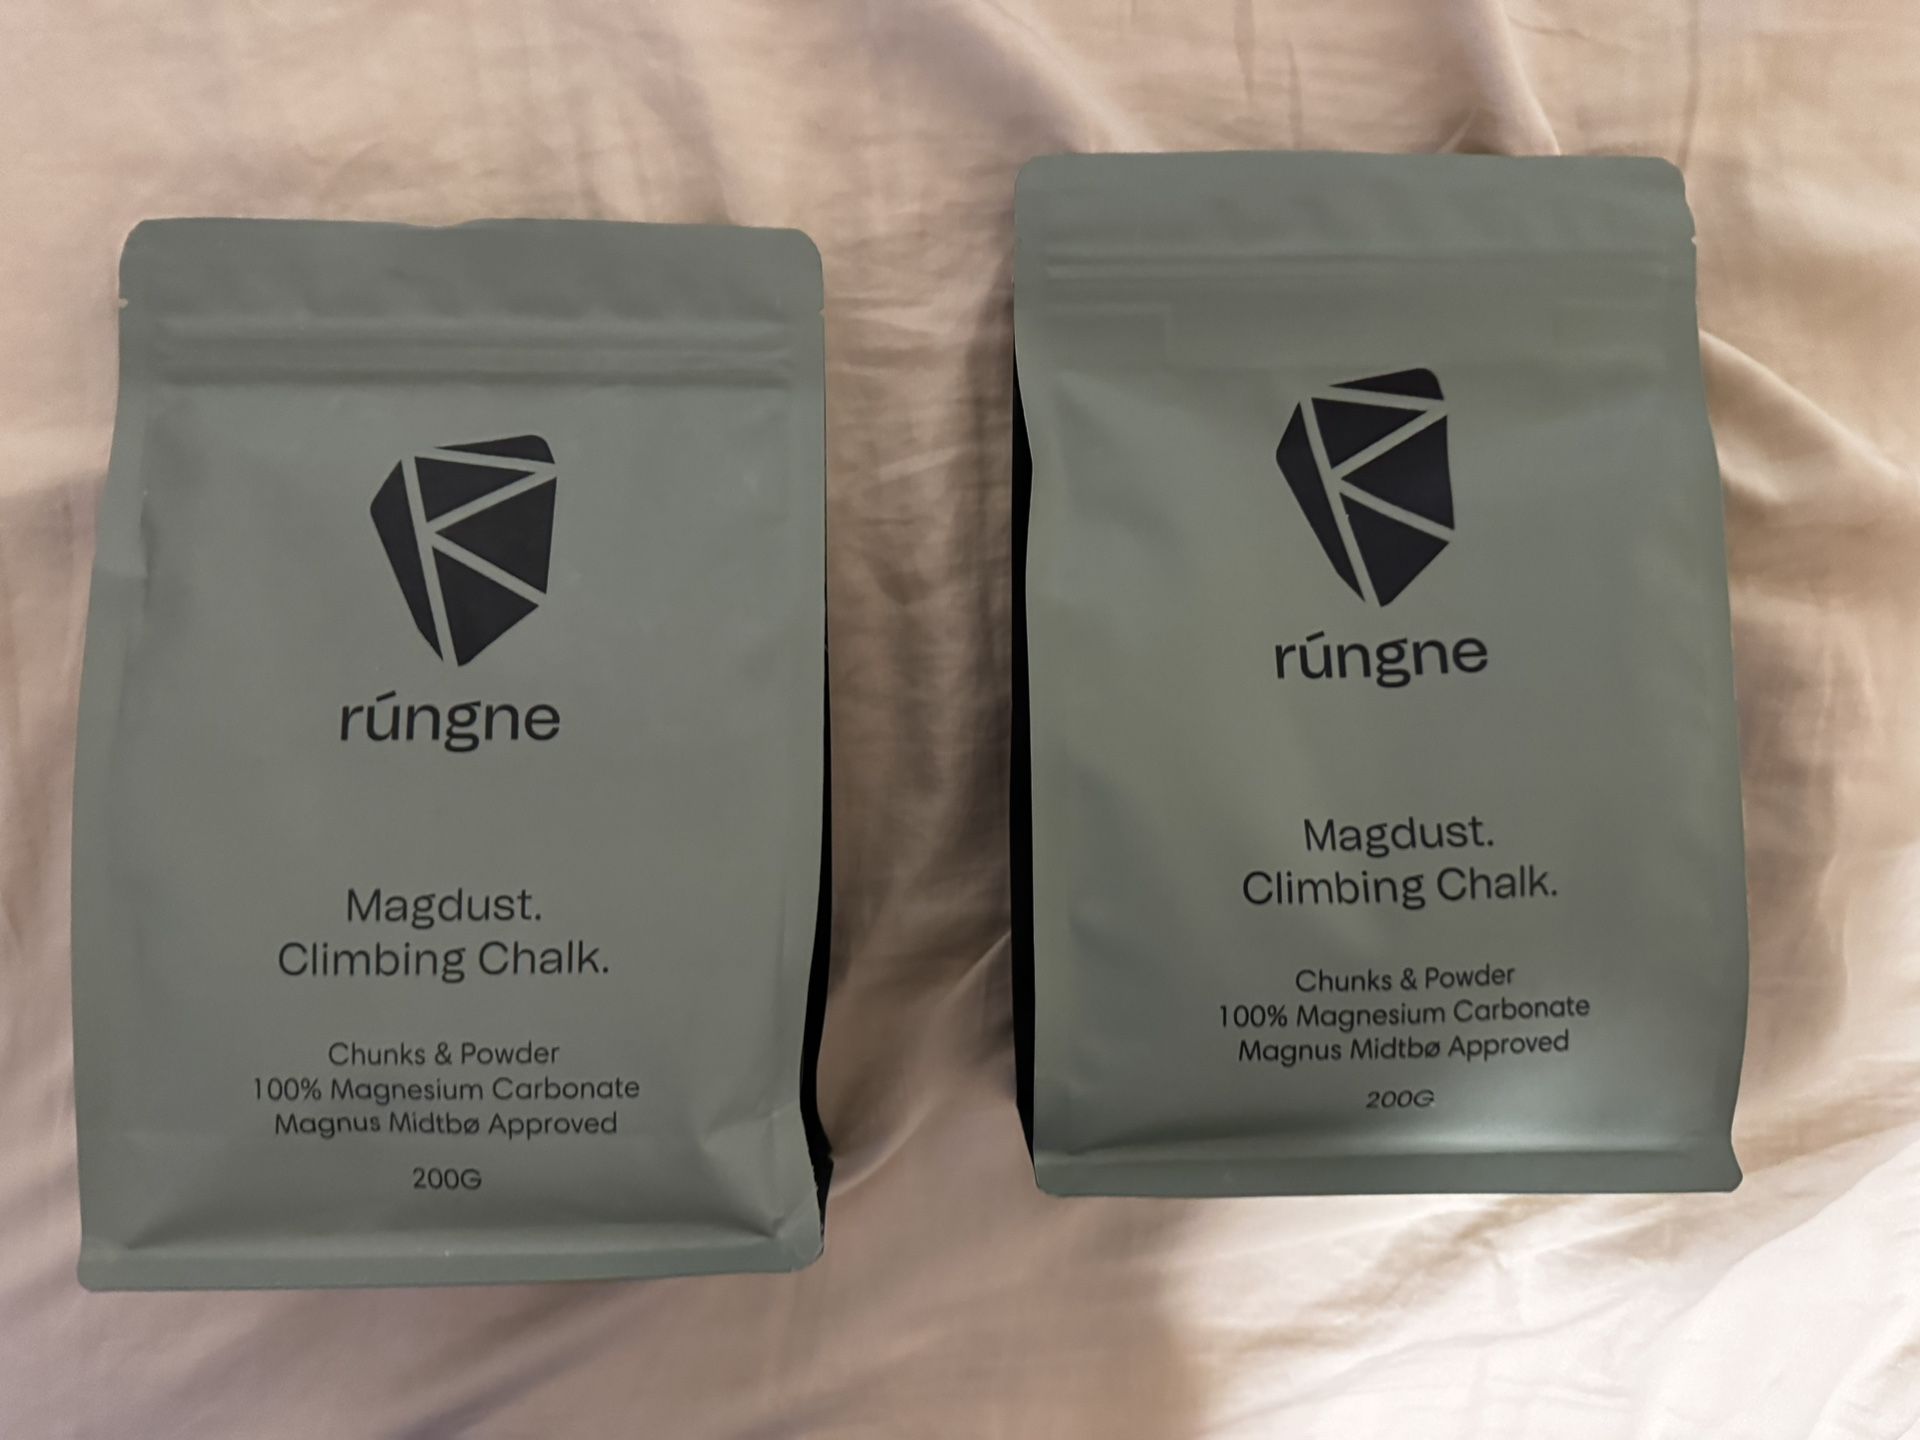 rúngne
Magdust.
Climbing Chalk.
Chunks & Powder
100% Magnesium Carbonate
Magnus Midtbø Approved
200G
rúngne
Magdust.
Climbing Chalk.
Chunks & Powder
100% Magnesium Carbonate
Magnus Midtbø Approved
200G